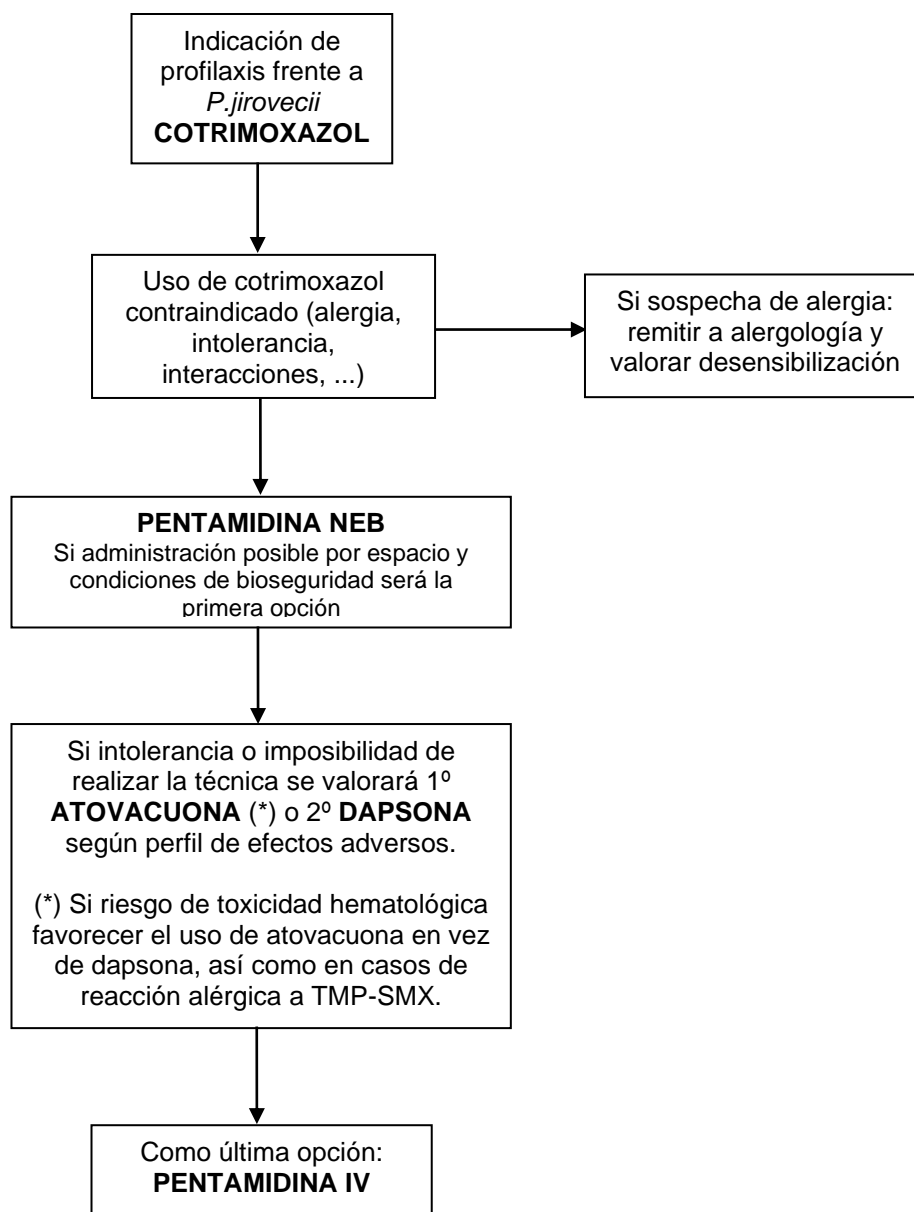 Indicación de
profilaxis frente a
P.jirovecii
COTRIMOXAZOL
Uso de cotrimoxazol
contraindicado (alergia,
intolerancia,
interacciones, ...)
Si sospecha de alergia:
remitir a alergología y
valorar desensibilización
PENTAMIDINA NEB
Si administración posible por espacio y
condiciones de bioseguridad será la
primera opción
Si intolerancia o imposibilidad de
realizar la técnica se valorará 1º
ATOVACUONA (*) o 2º DAPSONA
según perfil de efectos adversos.
(*) Si riesgo de toxicidad hematológica
favorecer el uso de atovacuona en vez
de dapsona, así como en casos de
reacción alérgica a TMP-SMX.
Como última opción:
PENTAMIDINA IV